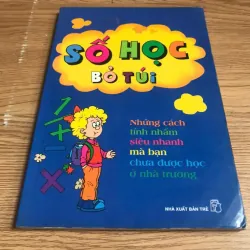 SỐ HỌC
BỎ TÚI
Những cách
tính nhẩm
siêu nhanh
mà bạn
chưa được học
ở nhà trường
NHÀ XUẤT BẢN TRẺ